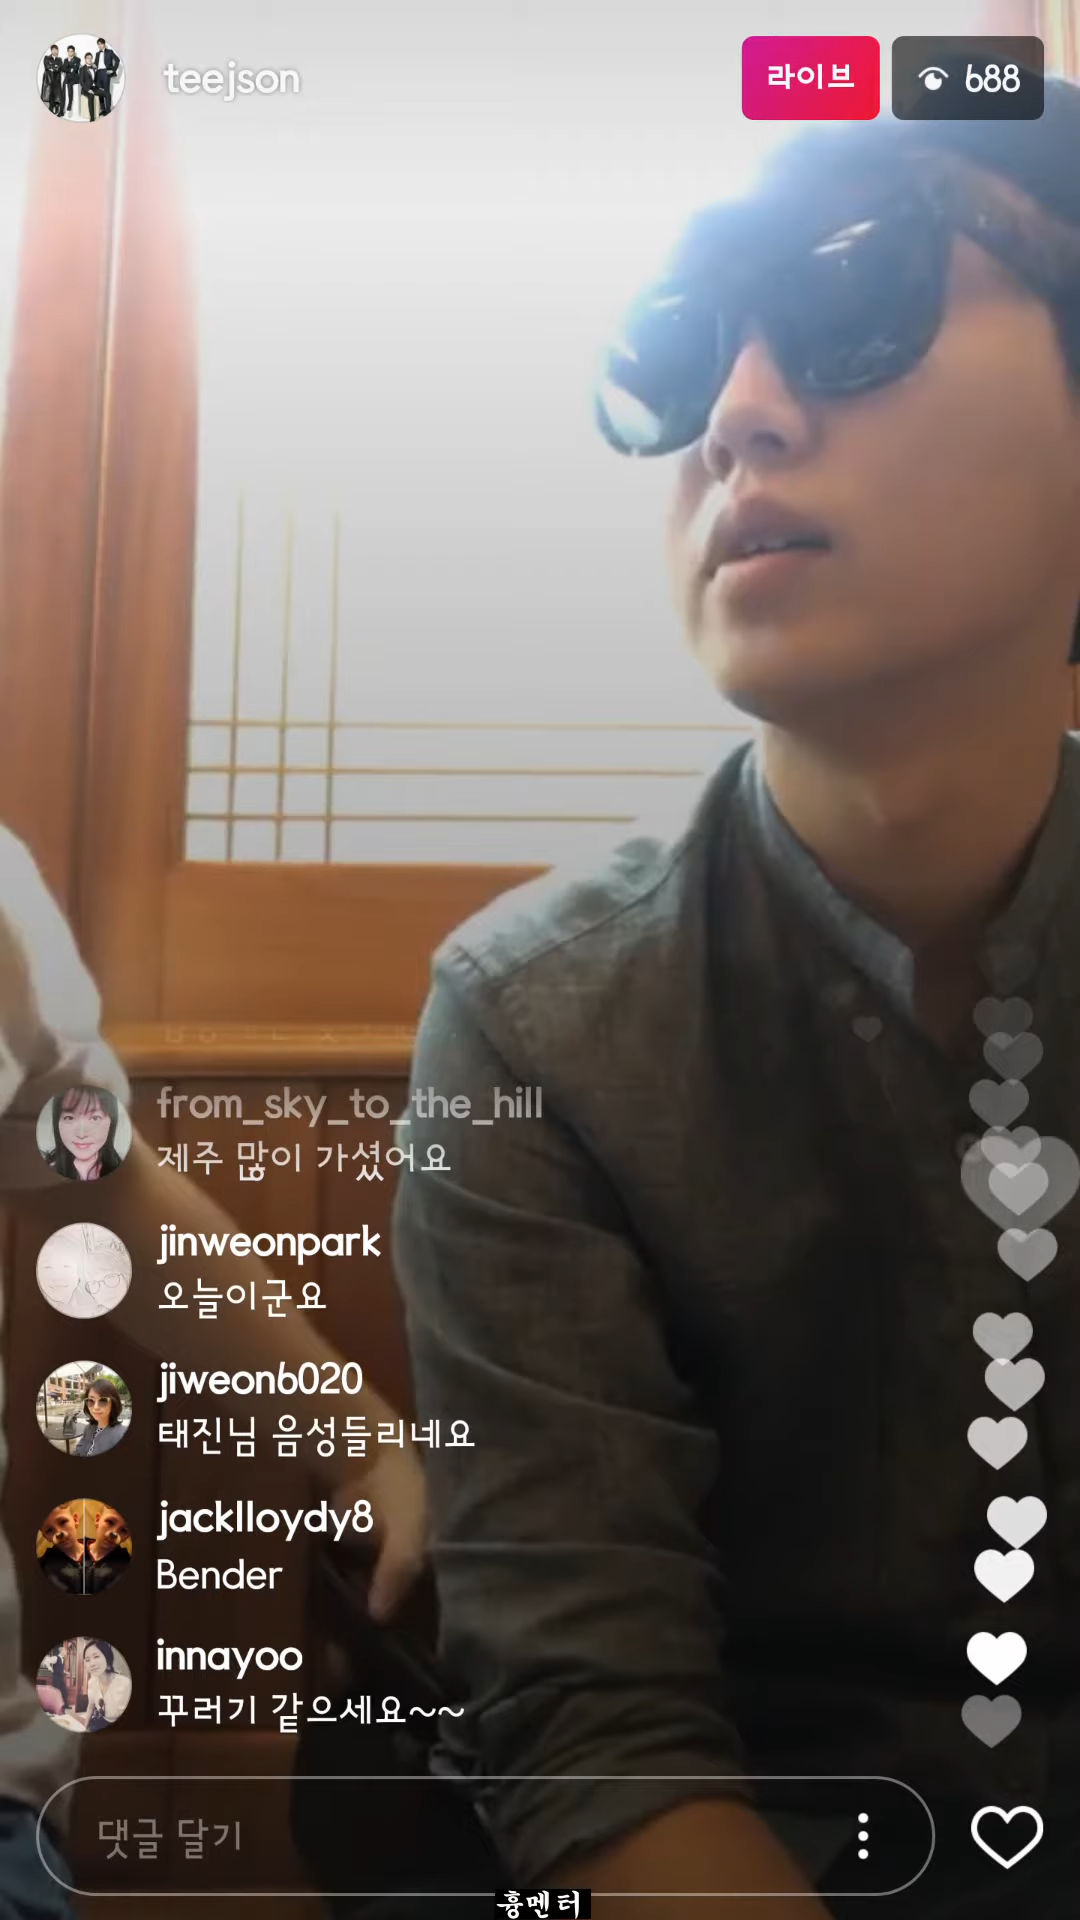 teejson
라이브
688
from_sky_to_the_hill
제주 많이 가셨어요
jinweonpark
오늘이군요
jiweon6020
태진님 음성들리네요
jacklloydy8
Bender
innayoo
꾸러기 같으세요~~
댓글 달기
흉멘터